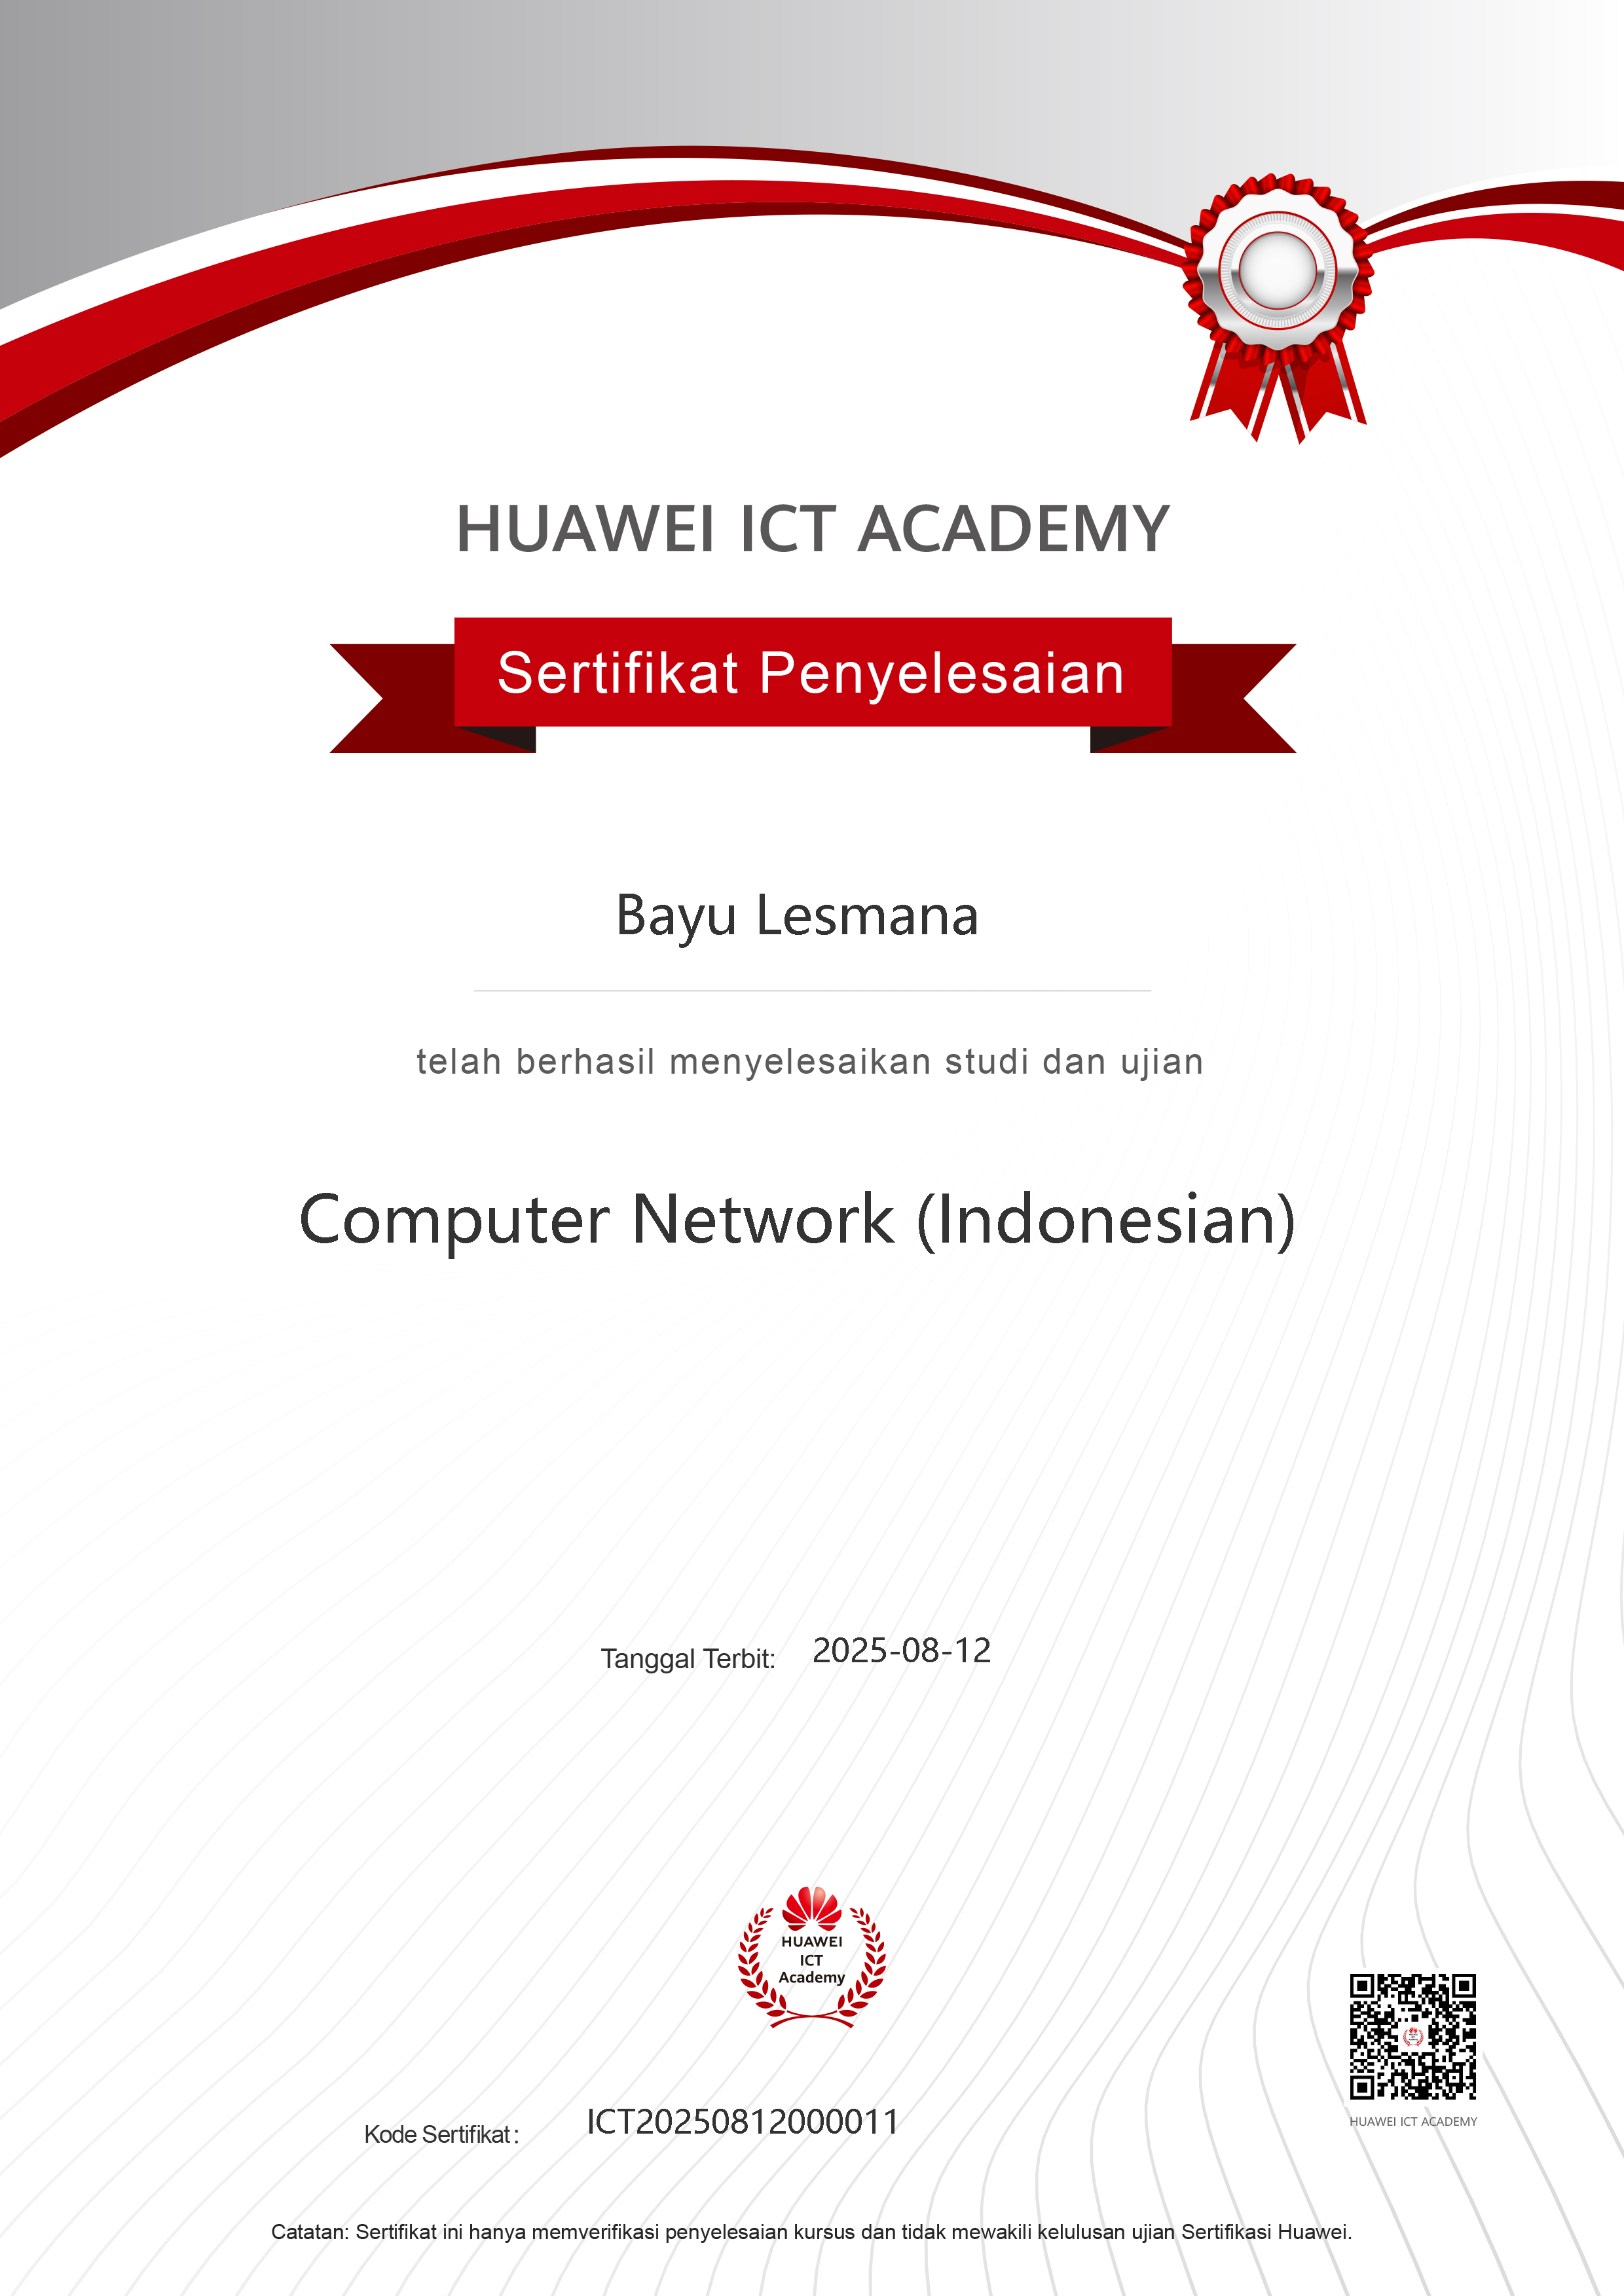 HUAWEI ICT ACADEMY
Sertifikat Penyelesaian
Bayu Lesmana
telah berhasil menyelesaikan studi dan ujian
Computer Network (Indonesian)
Tanggal Terbit: 2025-08-12
HUAWEI
ICT
Academy
HUAWEI ICT ACADEMY
Kode Sertifikat: ICT20250812000011
Catatan: Sertifikat ini hanya memverifikasi penyelesaian kursus dan tidak mewakili kelulusan ujian Sertifikasi Huawei.